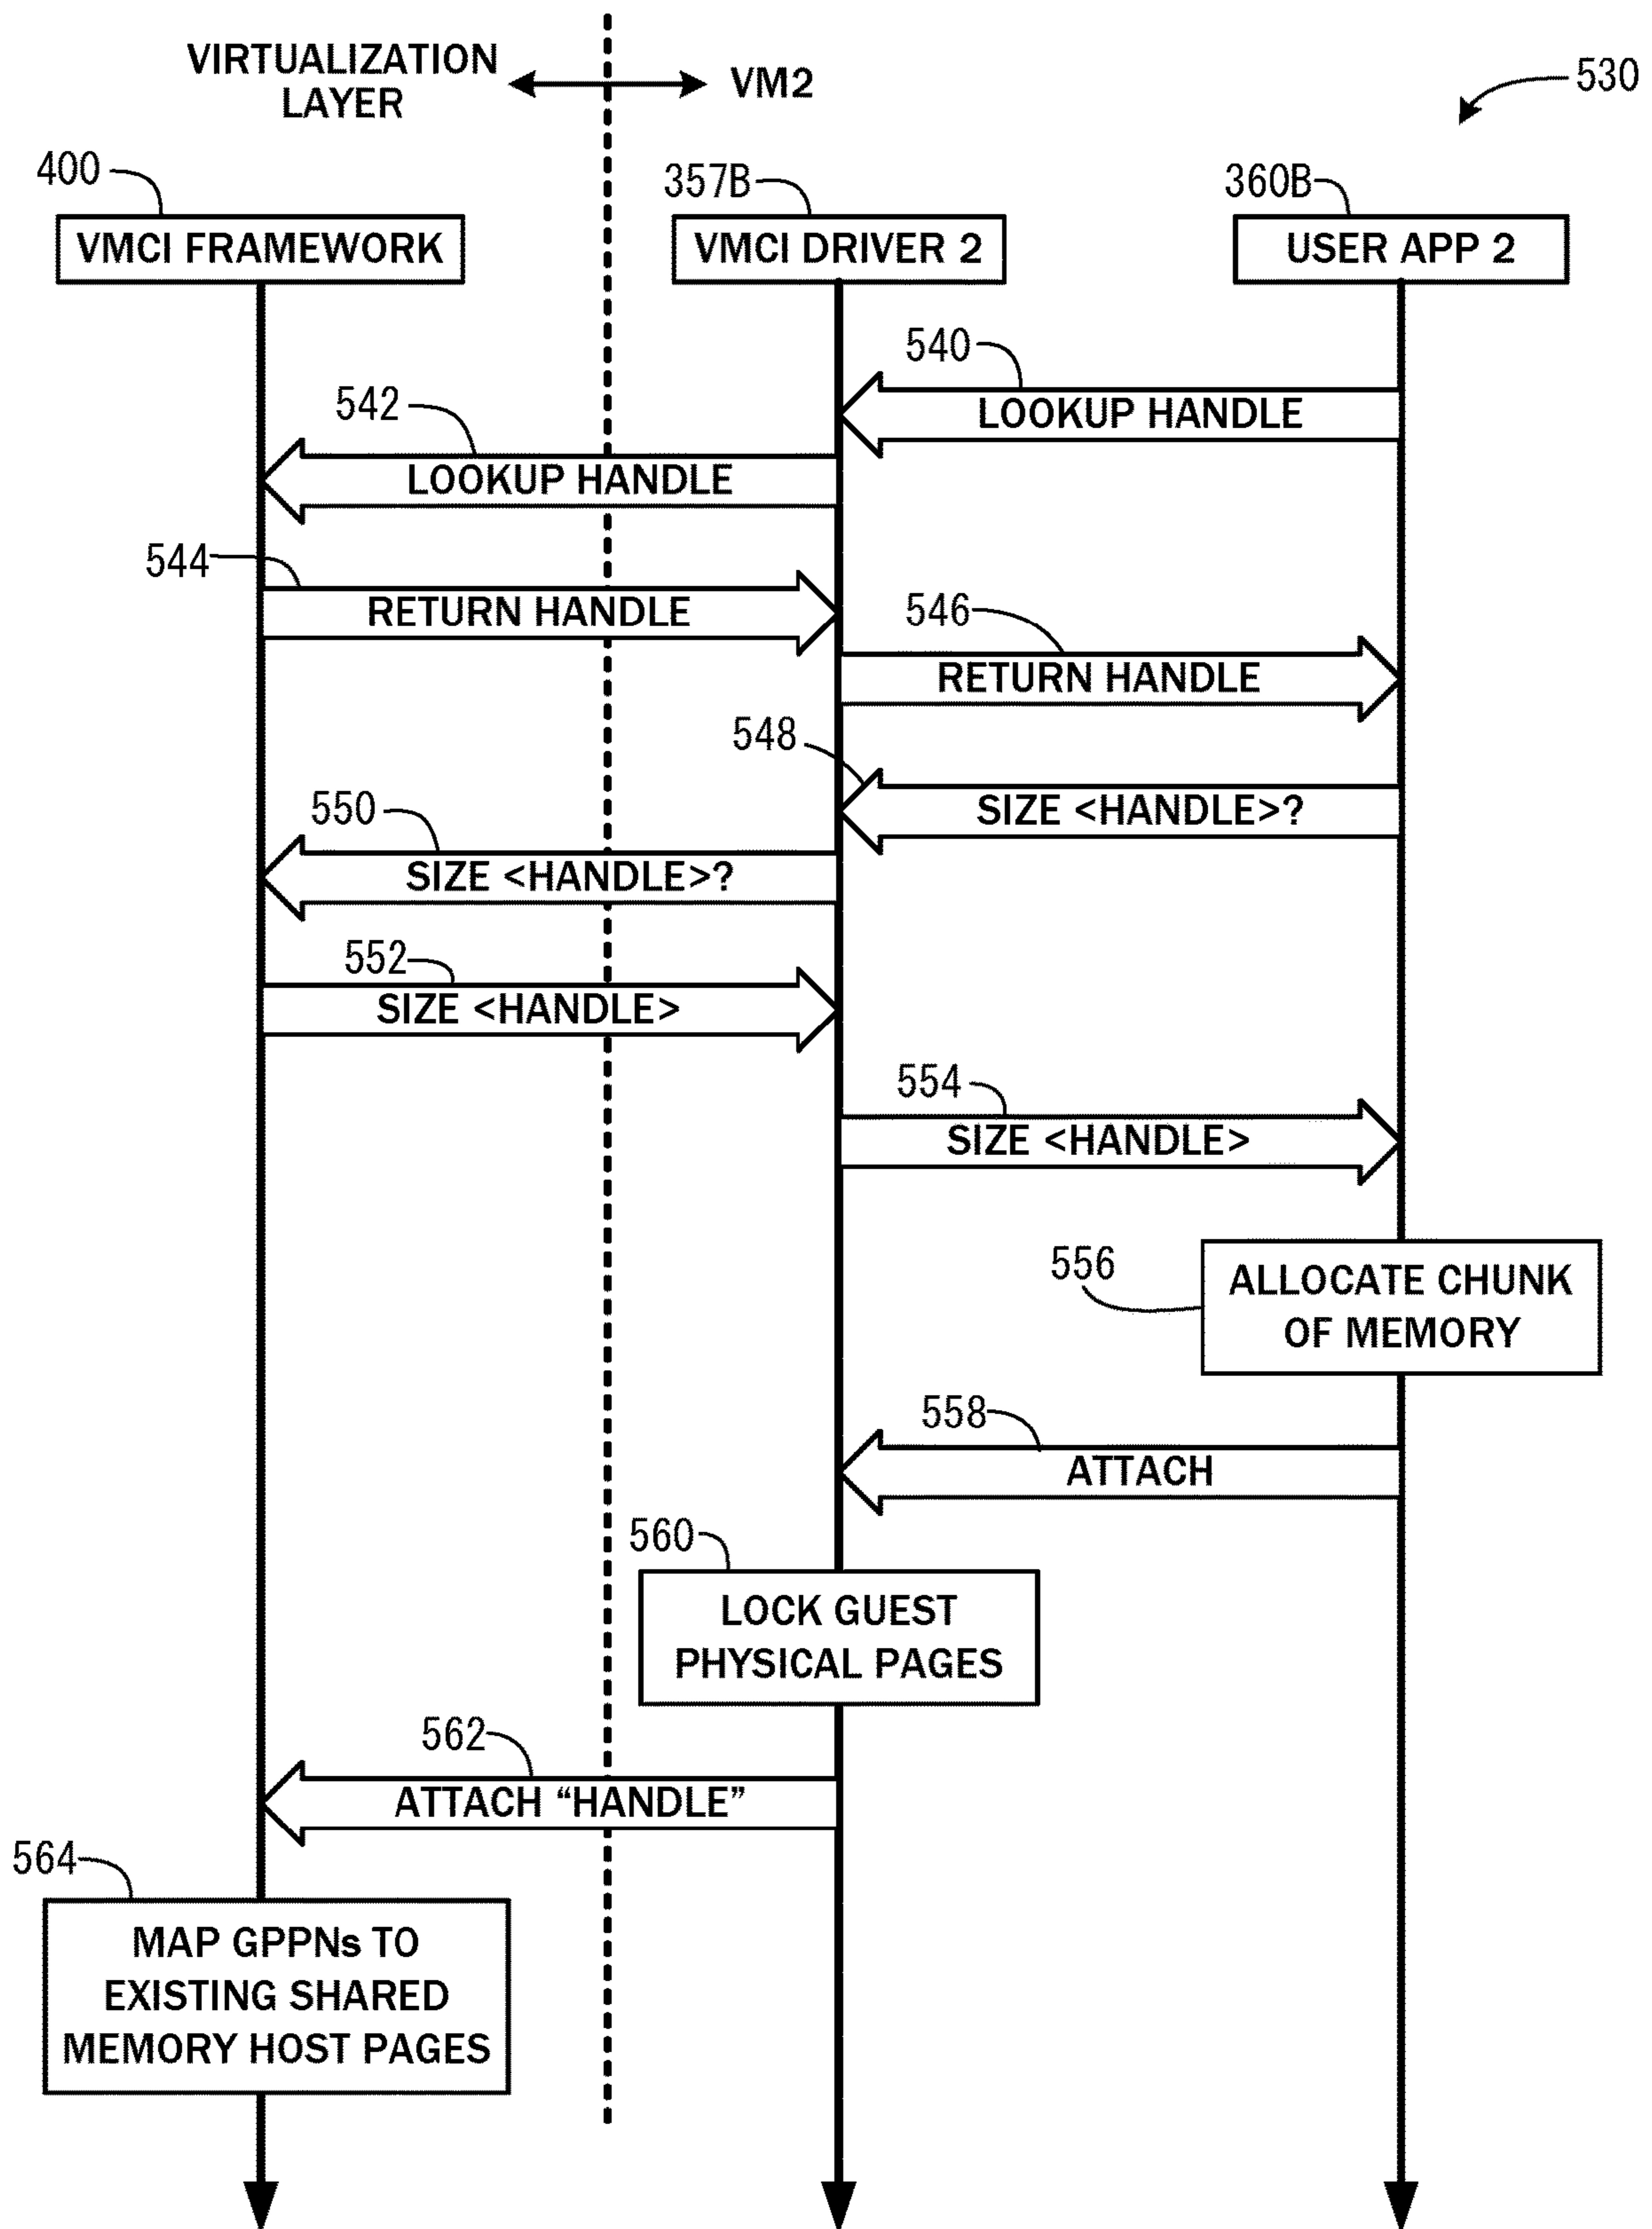 VIRTUALIZATION
LAYER
VM2
530
400
357B
360B
VMCI FRAMEWORK
VMCI DRIVER 2
USER APP 2
540
LOOKUP HANDLE
542
LOOKUP HANDLE
544
RETURN HANDLE
546
RETURN HANDLE
548
SIZE <HANDLE>?
550
SIZE <HANDLE>?
552
SIZE <HANDLE>
554
SIZE <HANDLE>
556
ALLOCATE CHUNK
OF MEMORY
558
ATTACH
560
LOCK GUEST
PHYSICAL PAGES
562
ATTACH “HANDLE”
564
MAP GPPNs TO
EXISTING SHARED
MEMORY HOST PAGES